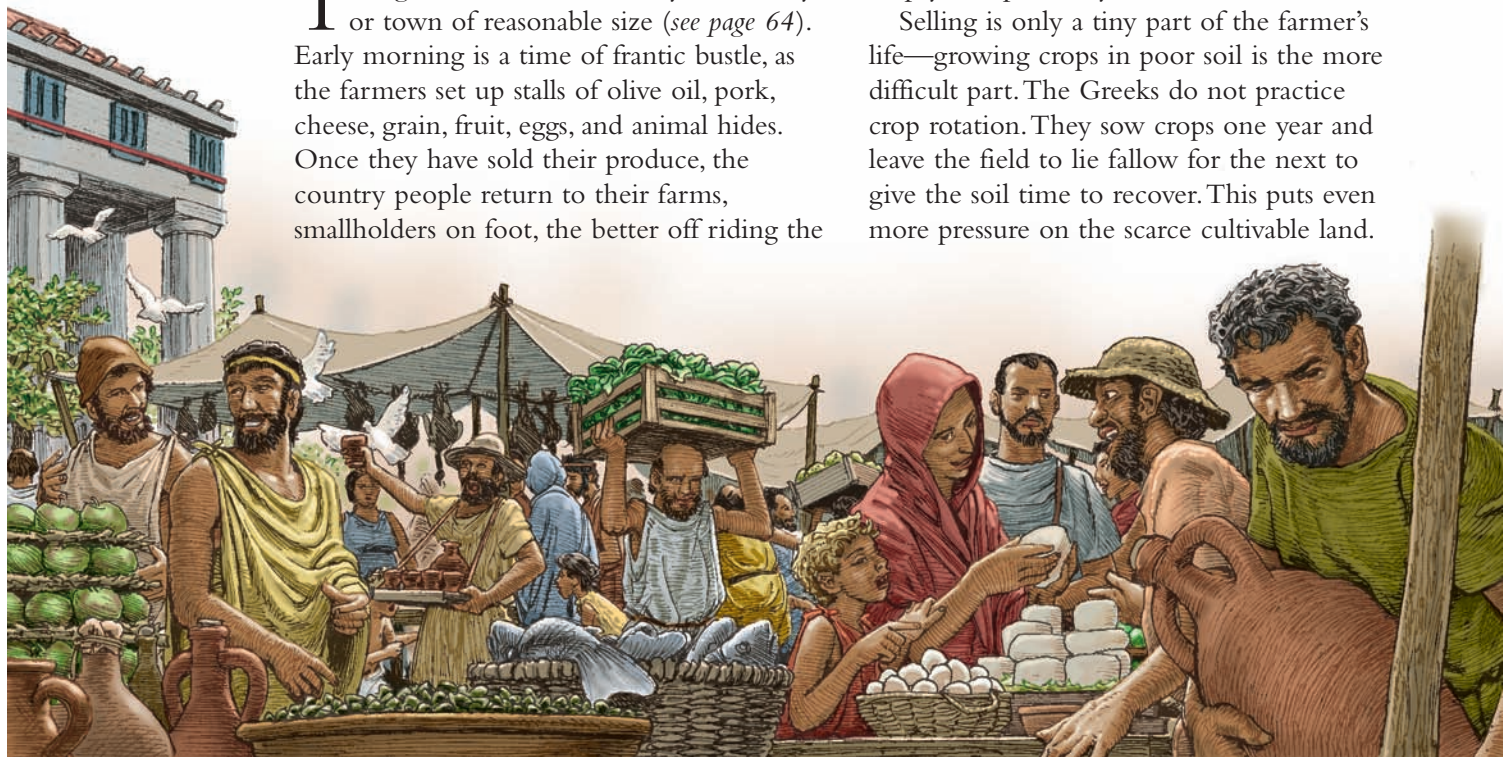 T
or town of reasonable size (see page 64).
Early morning is a time of frantic bustle, as
the farmers set up stalls of olive oil, pork,
cheese, grain, fruit, eggs, and animal hides.
Once they have sold their produce, the
country people return to their farms,
smallholders on foot, the better off riding the
Selling is only a tiny part of the farmer’s
life—growing crops in poor soil is the more
difficult part. The Greeks do not practice
crop rotation. They sow crops one year and
leave the field to lie fallow for the next to
give the soil time to recover. This puts even
more pressure on the scarce cultivable land.